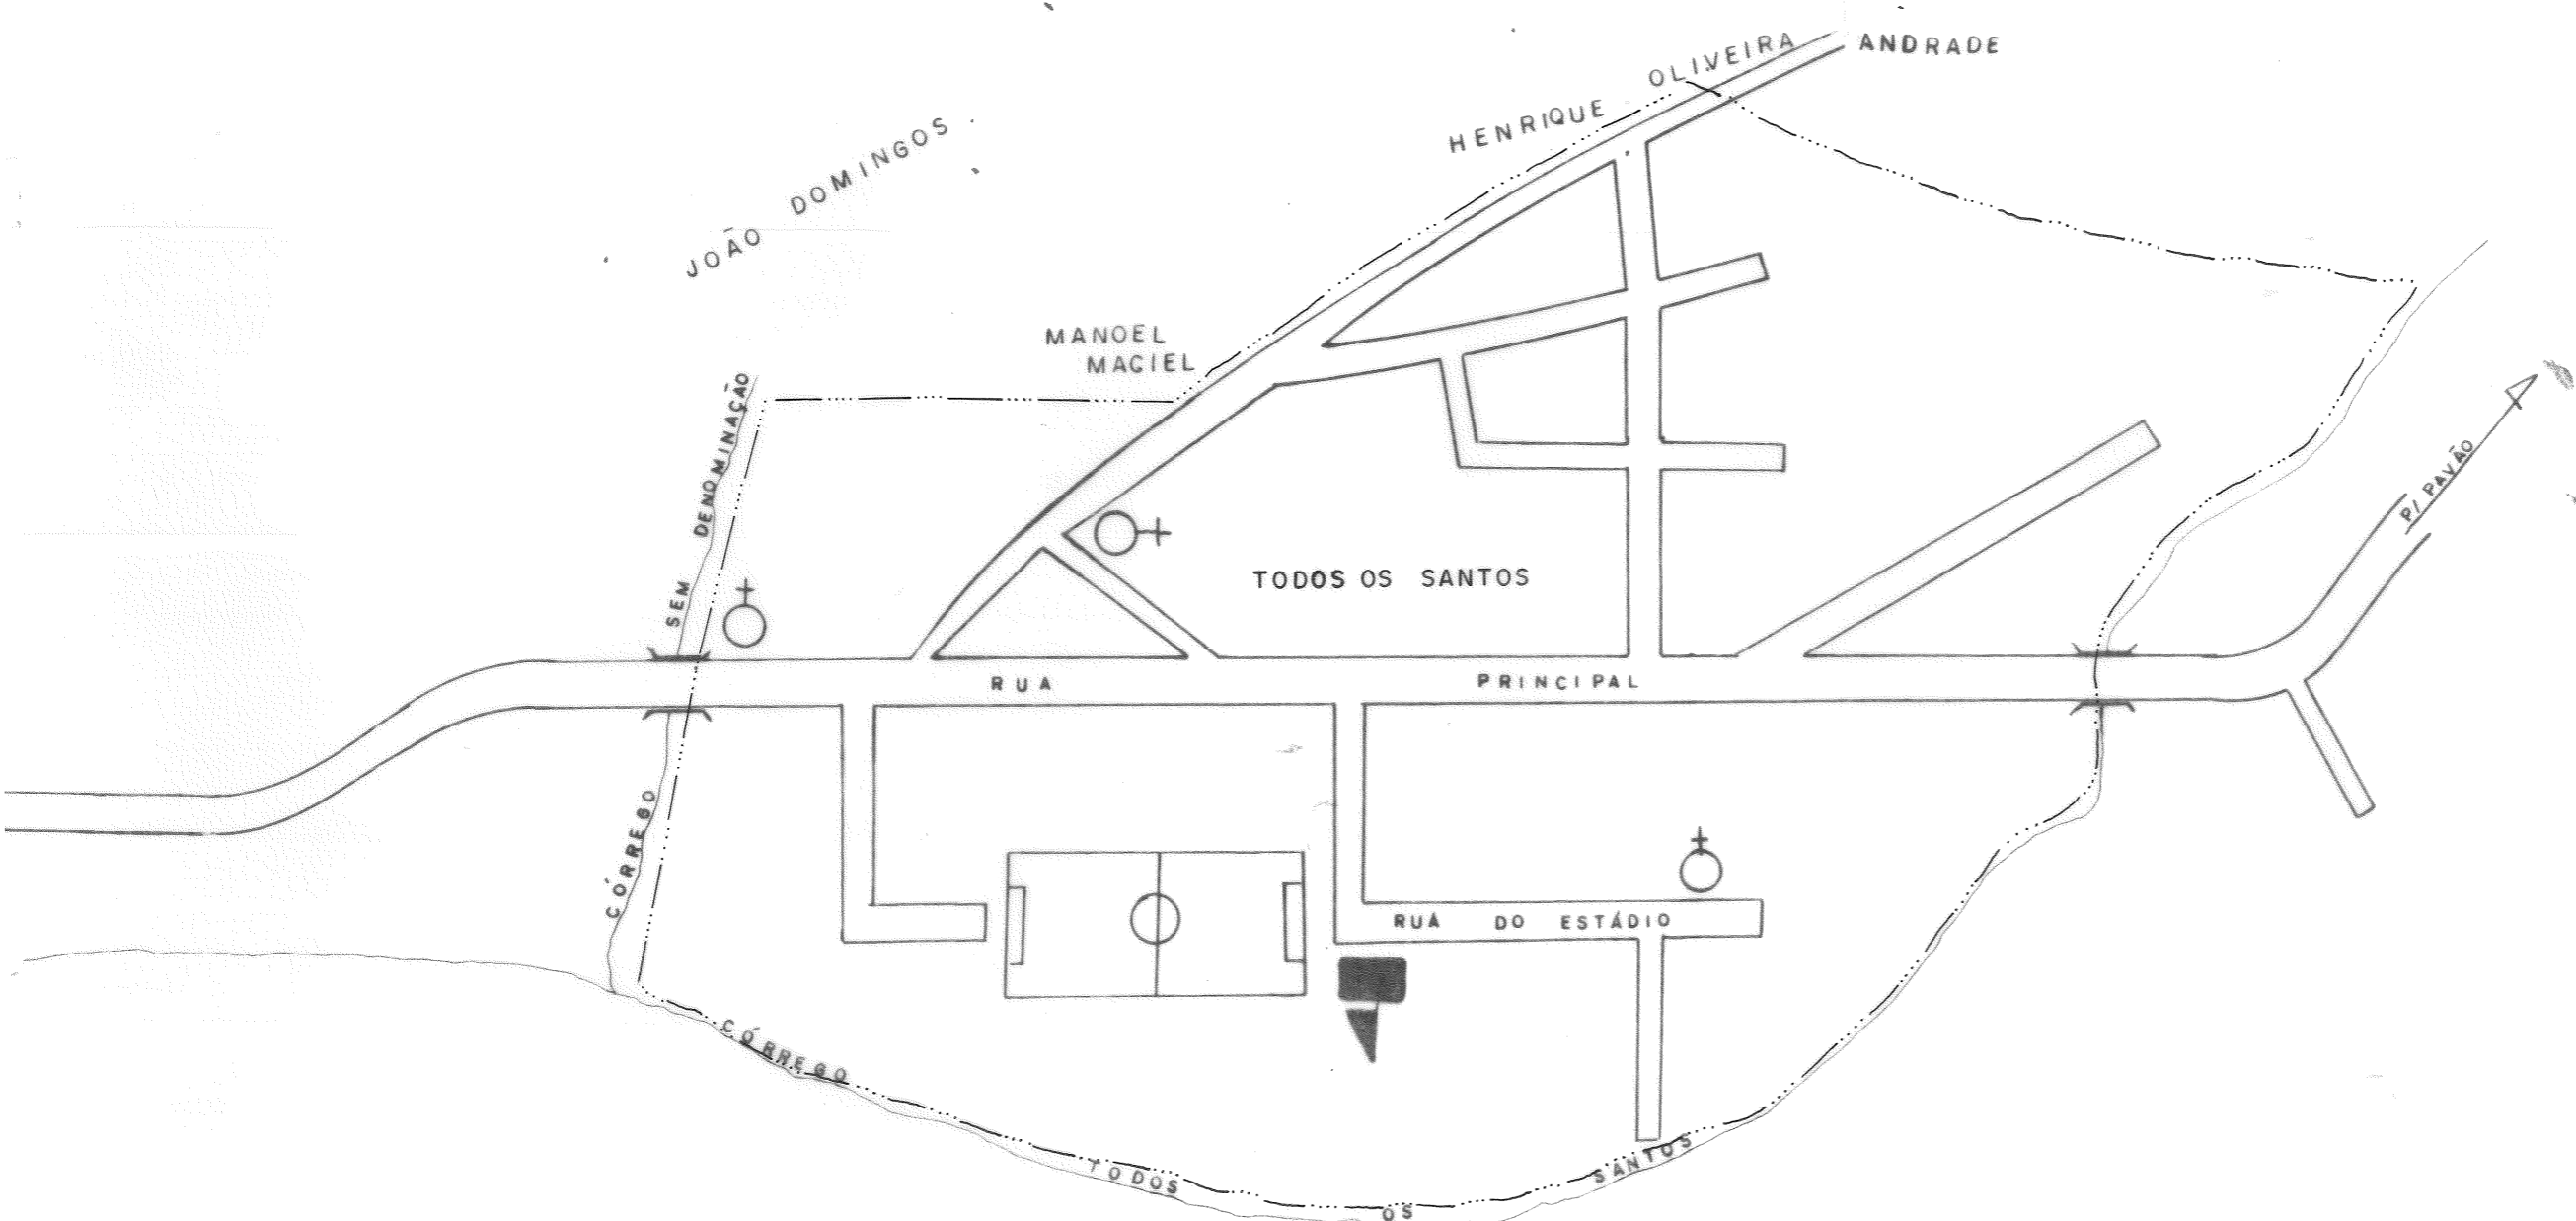 HENRIQUE OLIVEIRA ANDRADE
JOÃO DOMINGOS
MANOEL
MACIEL
CÓRREGO SEM DENOMINAÇÃO
P/ PAVÃO
TODOS OS SANTOS
RUA PRINCIPAL
RUA DO ESTÁDIO
CÓRREGO TODOS OS SANTOS